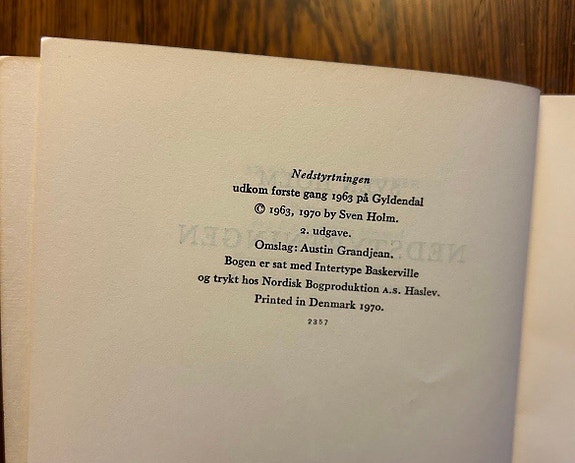 Nedstyrtningen
udkom første gang 1963 på Gyldendal
© 1963, 1970 by Sven Holm.
2. udgave.
Omslag: Austin Grandjean.
Bogen er sat med Intertype Baskerville
og trykt hos Nordisk Bogproduktion A.S. Haslev.
Printed in Denmark 1970.
2357